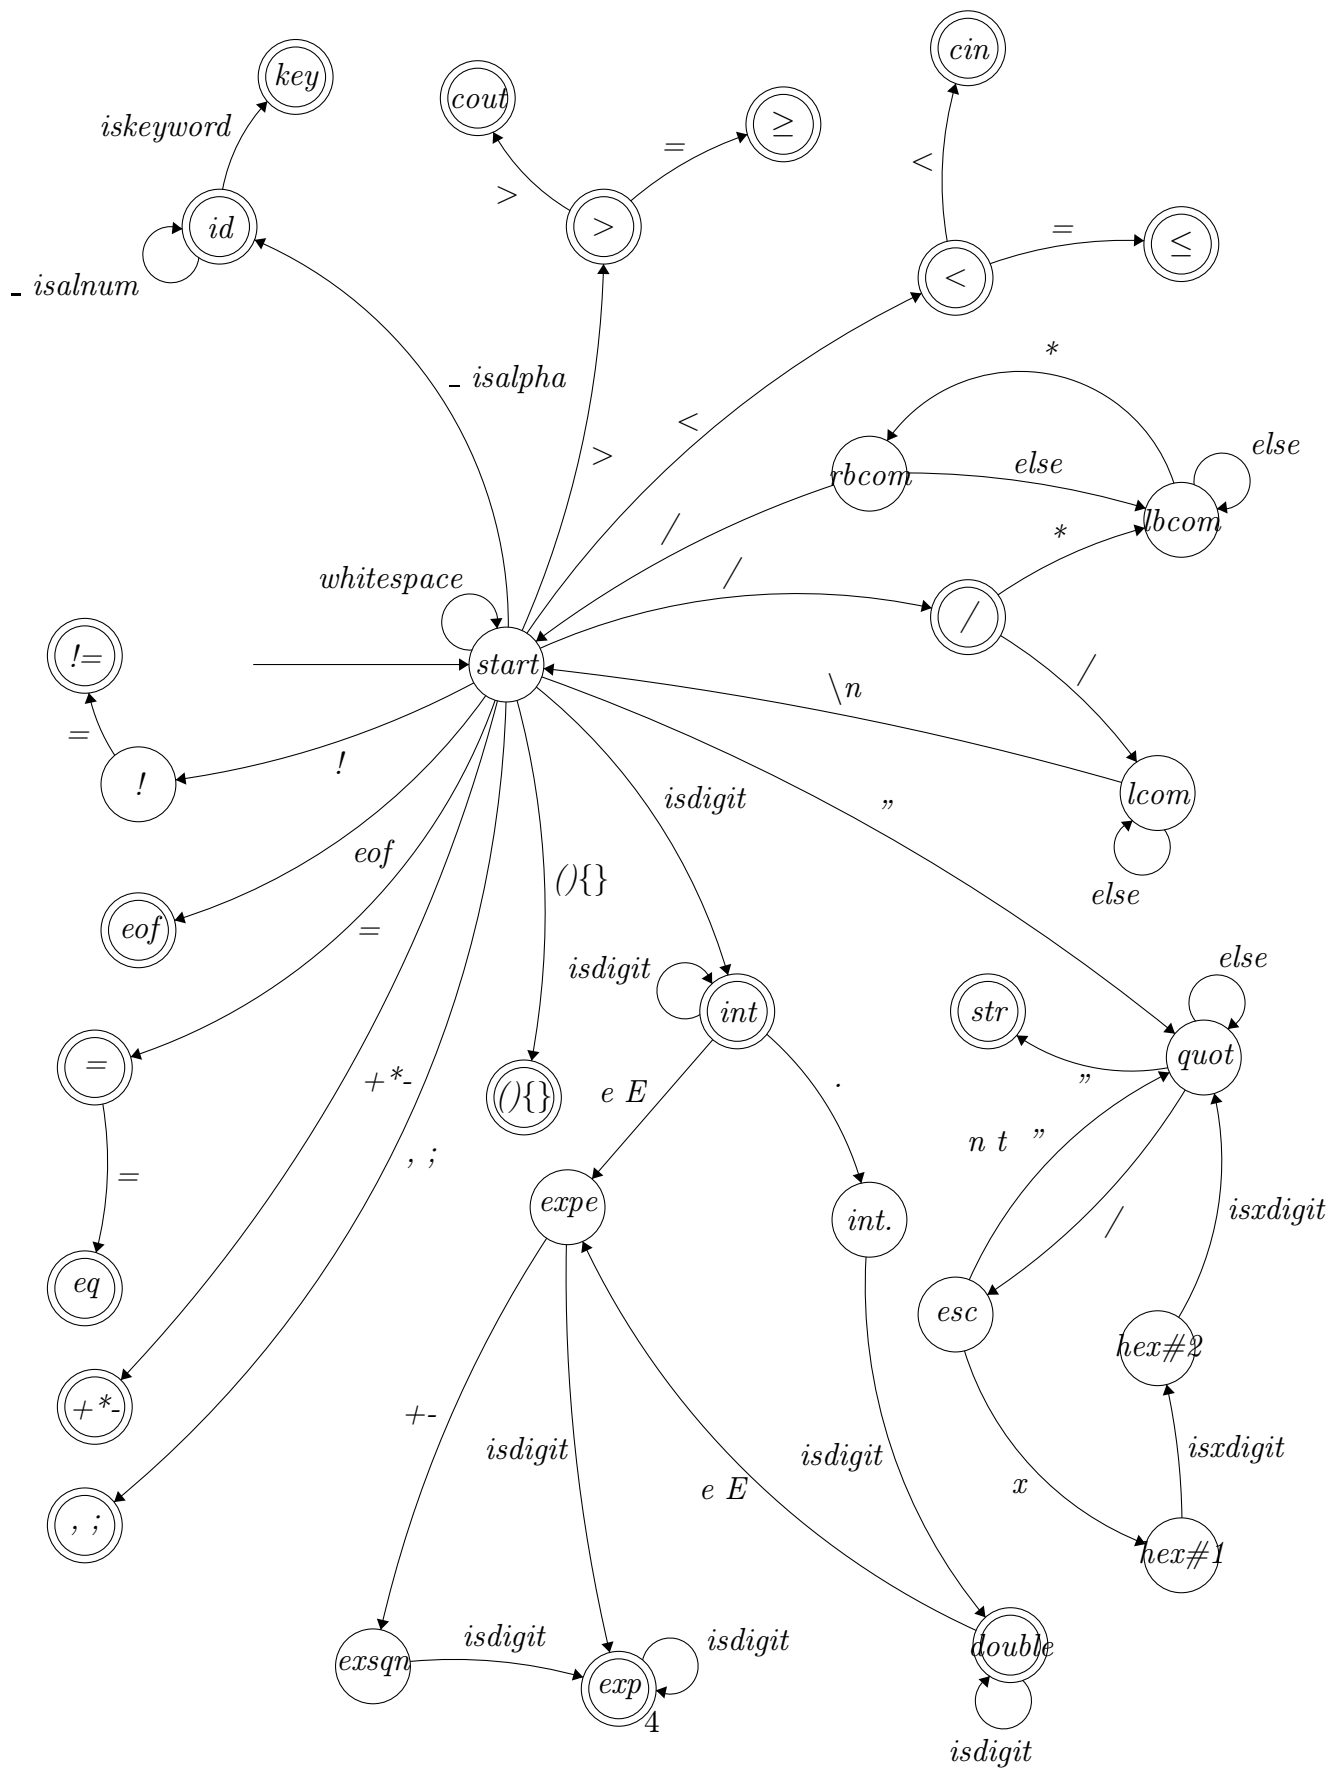 cin
key
cout
≥
iskeyword
=
<
>
id
>
=
≤
<
_ isalnum
*
_ isalpha
<
else
>
else
rbcom
lbcom
/
*
/
whitespace
/
!=
start
/
\n
=
!
!
lcom
isdigit
”
eof
(){}
else
eof
=
else
isdigit
int
str
quot
=
+*-
(){}
e E
.
”
n t ”
, ;
=
expe
int.
isxdigit
/
eq
esc
hex#2
+*-
+-
isdigit
isdigit
isxdigit
e E
x
, ;
hex#1
isdigit
isdigit
double
exsqn
exp
4
isdigit